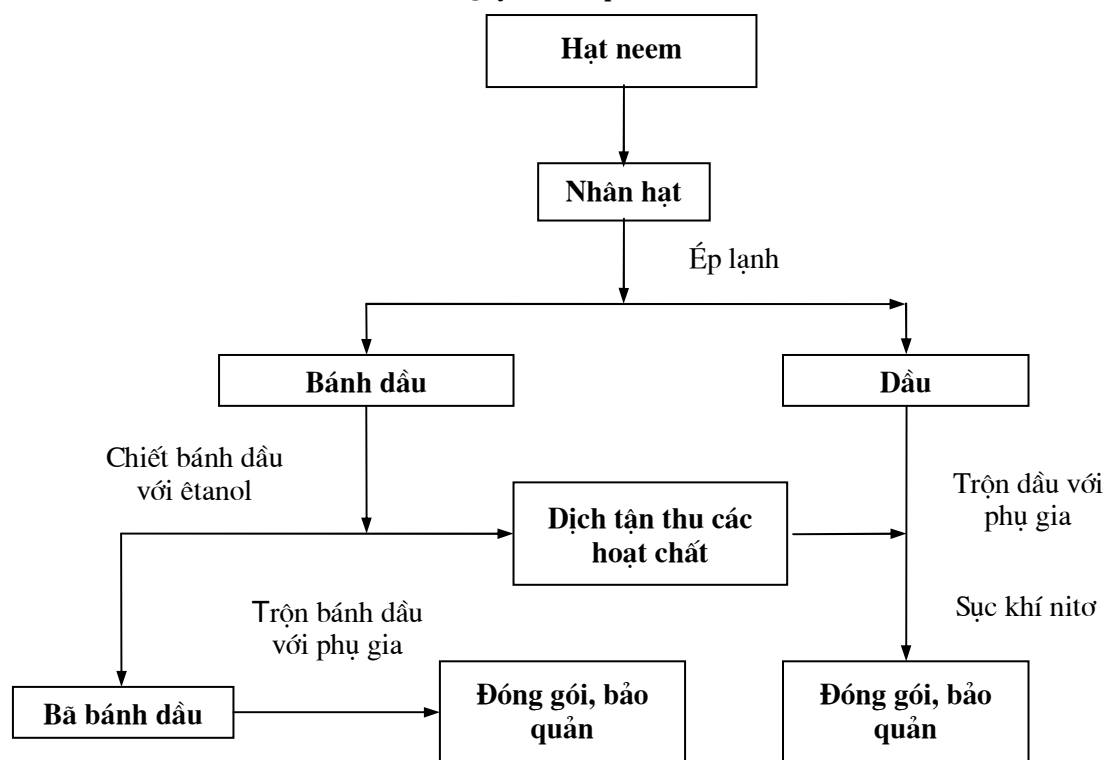 Hạt neem
Nhân hạt
Ép lạnh
Bánh dầu
Dầu
Chiết bánh dầu
với êtanol
Dịch tận thu các
hoạt chất
Trộn dầu với
phụ gia
Trộn bánh dầu
với phụ gia
Sục khí nitơ
Bã bánh dầu
Đóng gói, bảo
quản
Đóng gói, bảo
quản